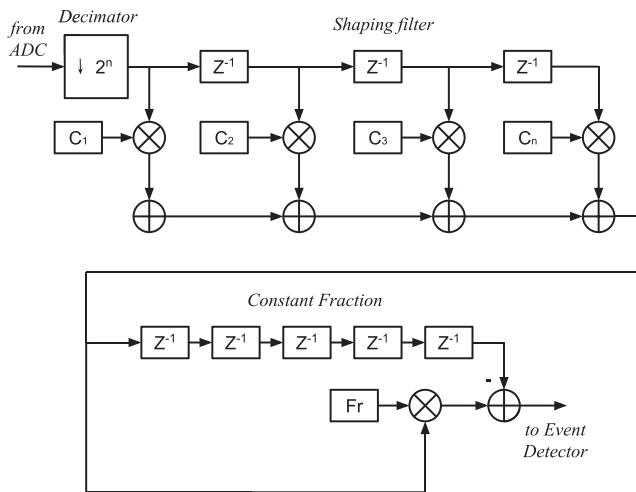 from
ADC
Decimator
↓ 2ⁿ
Shaping filter
Z⁻¹
Z⁻¹
Z⁻¹
C₁
C₂
C₃
Cₙ
Constant Fraction
Z⁻¹
Z⁻¹
Z⁻¹
Z⁻¹
Z⁻¹
-
Fr
to Event
Detector